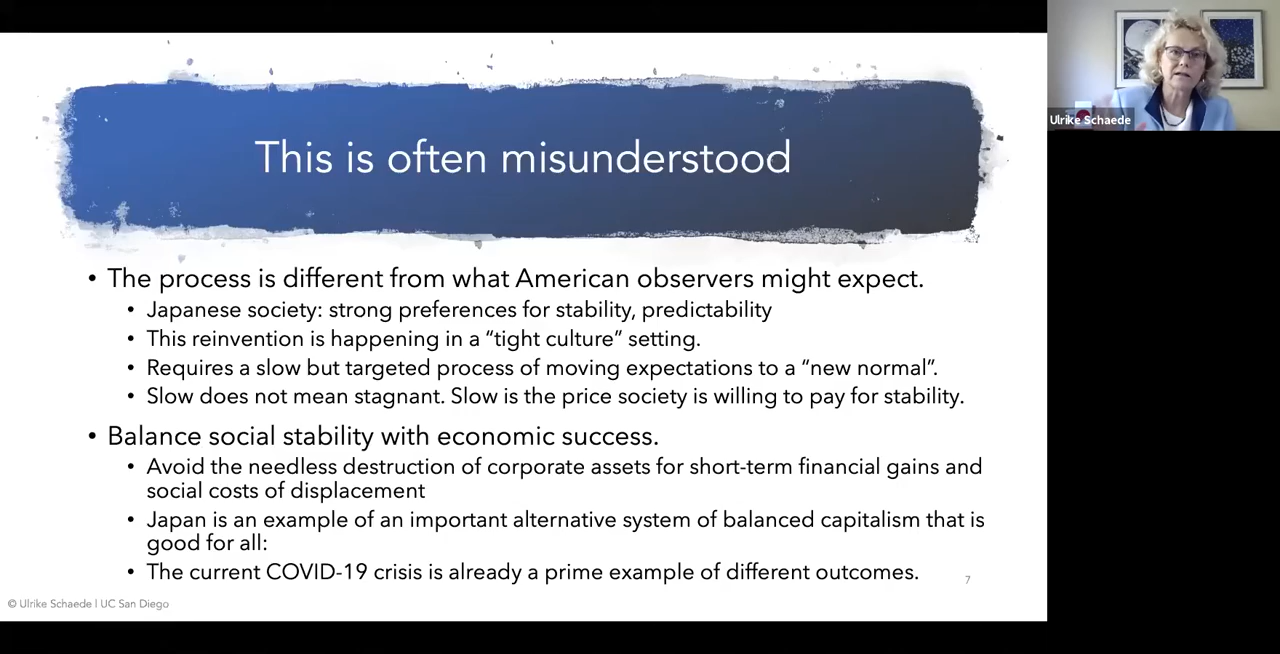 This is often misunderstood
• The process is different from what American observers might expect.
• Japanese society: strong preferences for stability, predictability
• This reinvention is happening in a “tight culture” setting.
• Requires a slow but targeted process of moving expectations to a “new normal”.
• Slow does not mean stagnant. Slow is the price society is willing to pay for stability.
• Balance social stability with economic success.
• Avoid the needless destruction of corporate assets for short-term financial gains and
social costs of displacement
• Japan is an example of an important alternative system of balanced capitalism that is
good for all:
• The current COVID-19 crisis is already a prime example of different outcomes.
7
© Ulrike Schaede | UC San Diego
Ulrike Schaede